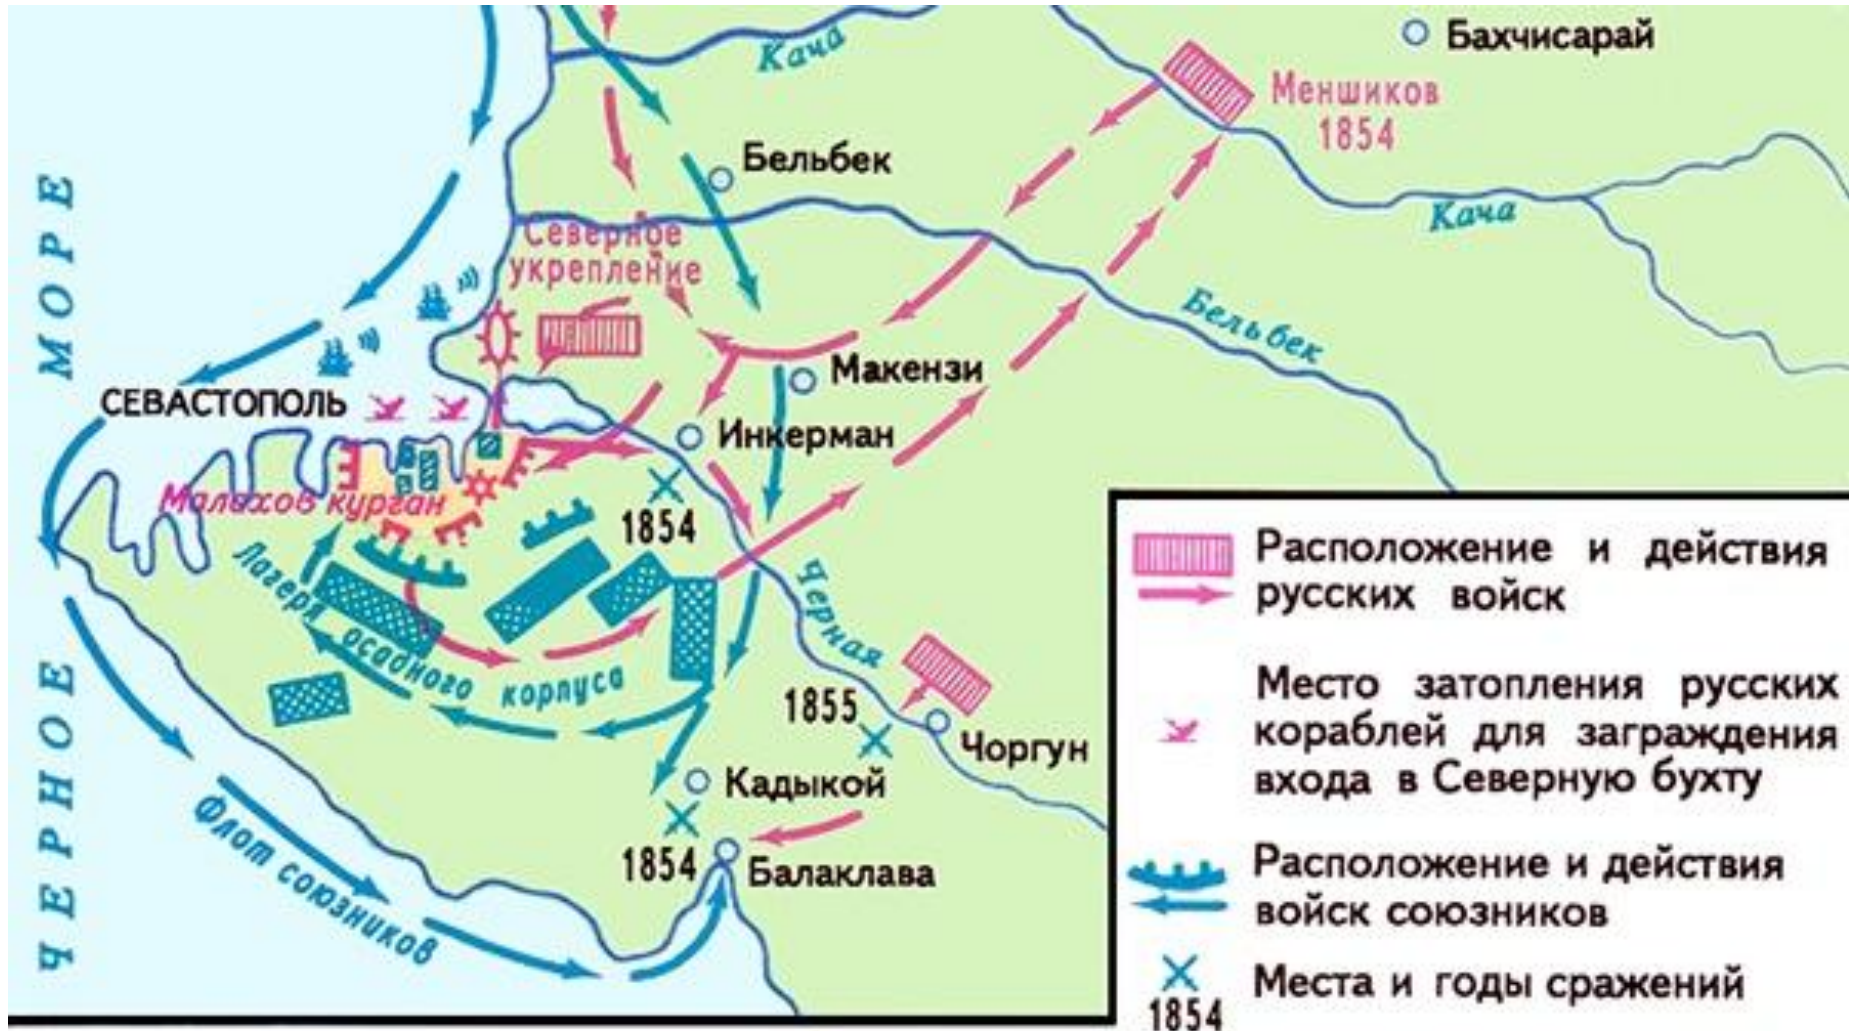 Кача
Бахчисарай
Меншиков
1854
Бельбек
Кача
Северное
укрепление
Бельбек
Макензи
СЕВАСТОПОЛЬ
Инкерман
Малахов курган
1854
Лагеря осадного корпуса
Черная
1855
Чоргун
Кадыкой
1854
Балаклава
Флот союзников
ЧЕРНОЕ МОРЕ
Расположение и действия
русских войск
Место затопления русских
кораблей для заграждения
входа в Северную бухту
Расположение и действия
войск союзников
Места и годы сражений
1854